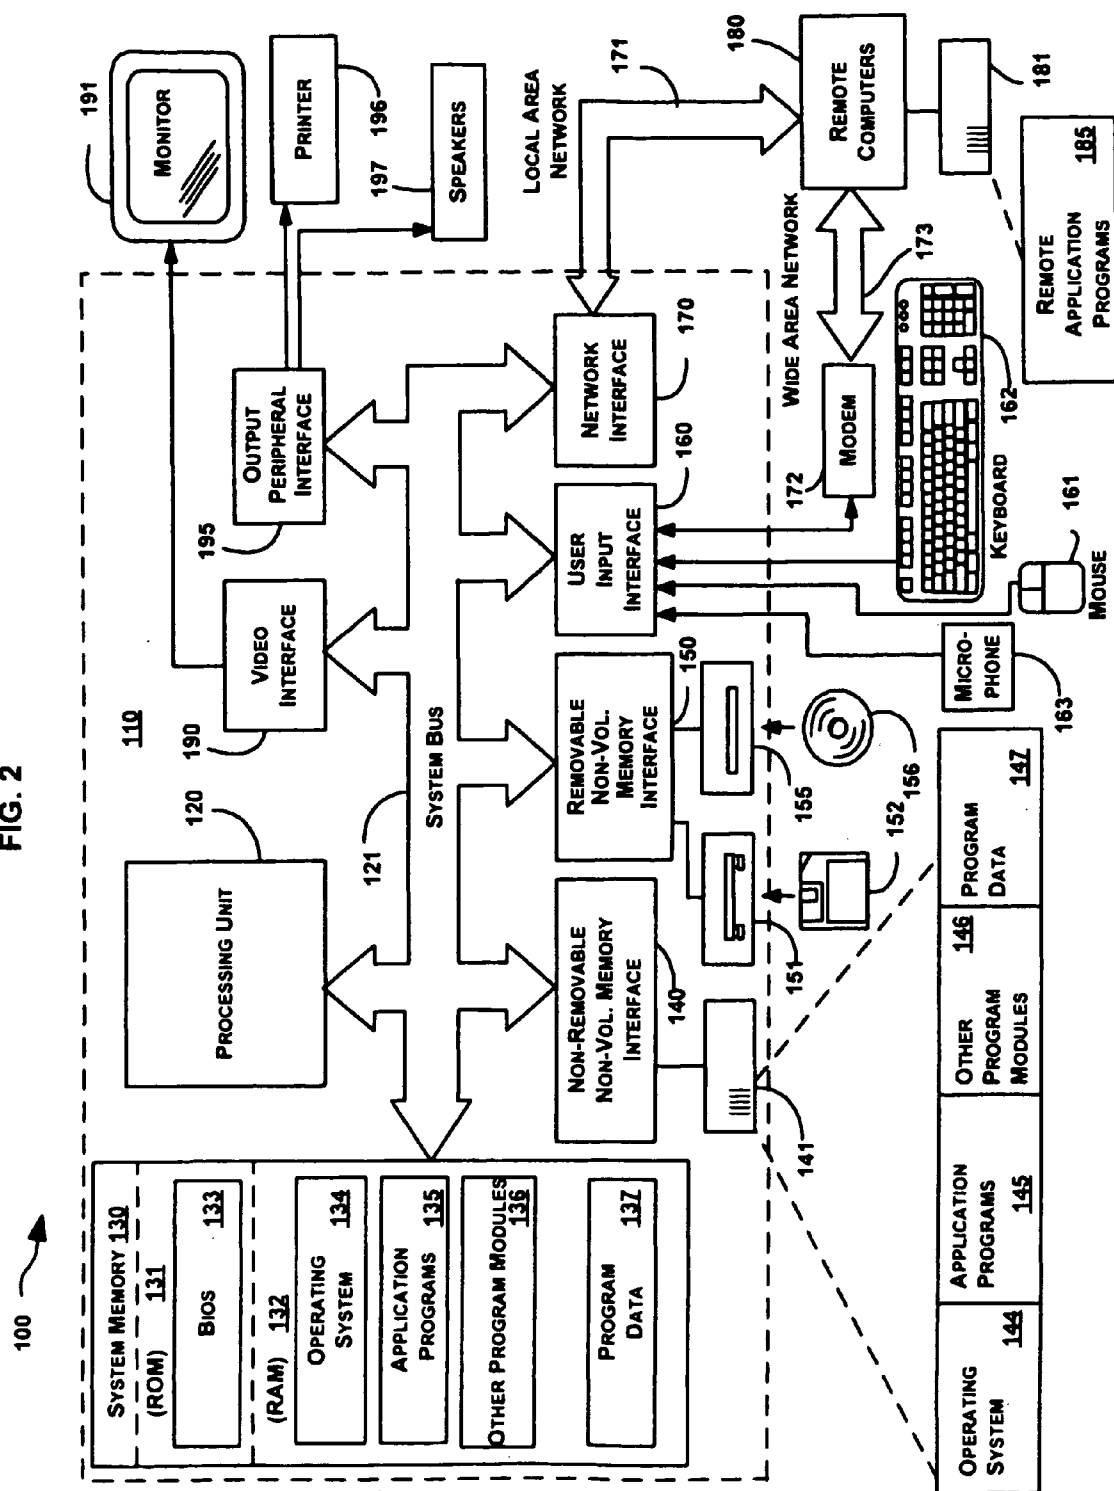 FIG. 2
100
110
SYSTEM MEMORY 130
(ROM) 131
BIOS
133
(RAM) 132
OPERATING
SYSTEM
134
APPLICATION
PROGRAMS
135
OTHER PROGRAM MODULES
136
PROGRAM
DATA
137
PROCESSING UNIT
120
121
SYSTEM BUS
VIDEO
INTERFACE
190
OUTPUT
PERIPHERAL
INTERFACE
195
MONITOR
191
PRINTER
196
SPEAKERS
197
NON-REMOVABLE
NON-VOL. MEMORY
INTERFACE
140
REMOVABLE
NON-VOL.
MEMORY
INTERFACE
150
USER
INPUT
INTERFACE
160
NETWORK
INTERFACE
170
LOCAL AREA
NETWORK
171
141
151
152
155
156
MODEM
172
WIDE AREA NETWORK
173
REMOTE
COMPUTERS
180
181
REMOTE
APPLICATION
PROGRAMS
185
KEYBOARD
162
MOUSE
161
MICRO-
PHONE
163
OPERATING
SYSTEM
144
APPLICATION
PROGRAMS
145
OTHER
PROGRAM
MODULES
146
PROGRAM
DATA
147